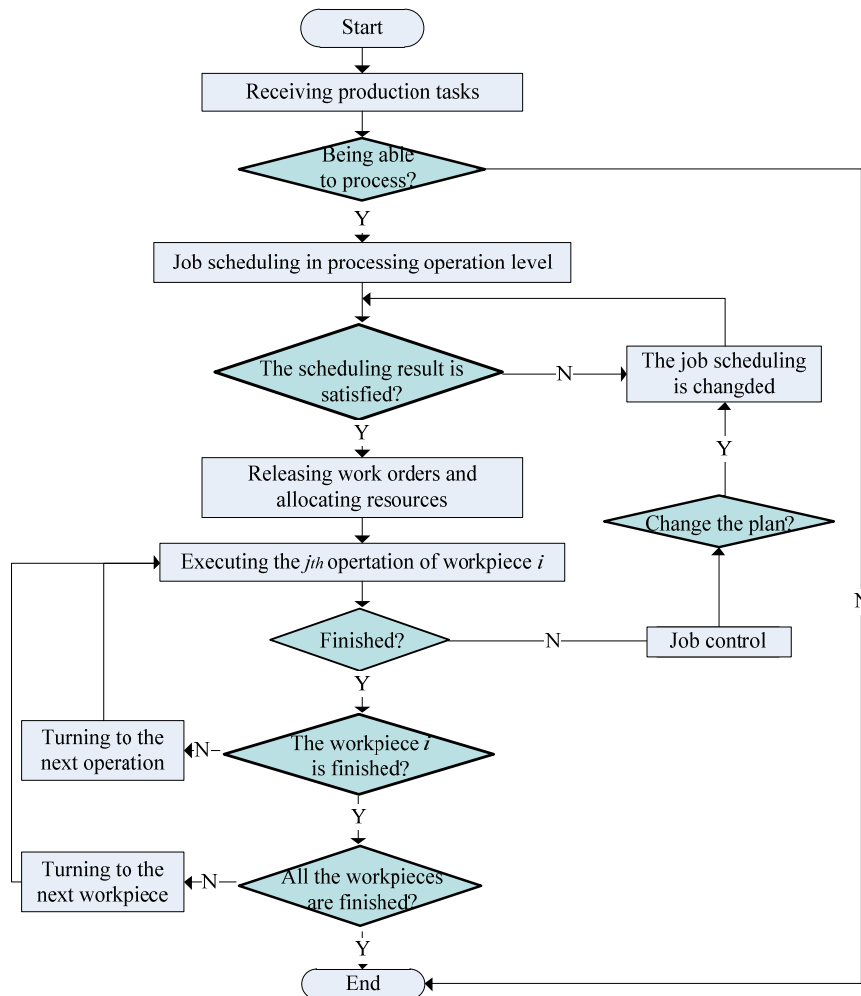 Start
Receiving production tasks
Being able
to process?
Y
Job scheduling in processing operation level
The scheduling result is
satisfied?
N
The job scheduling
is changded
Y
Y
Releasing work orders and
allocating resources
Change the plan?
Executing the jth opertation of workpiece i
N
Finished?
N
Job control
Y
Turning to the
next operation
N
The workpiece i
is finished?
Y
Turning to the
next workpiece
N
All the workpieces
are finished?
Y
End